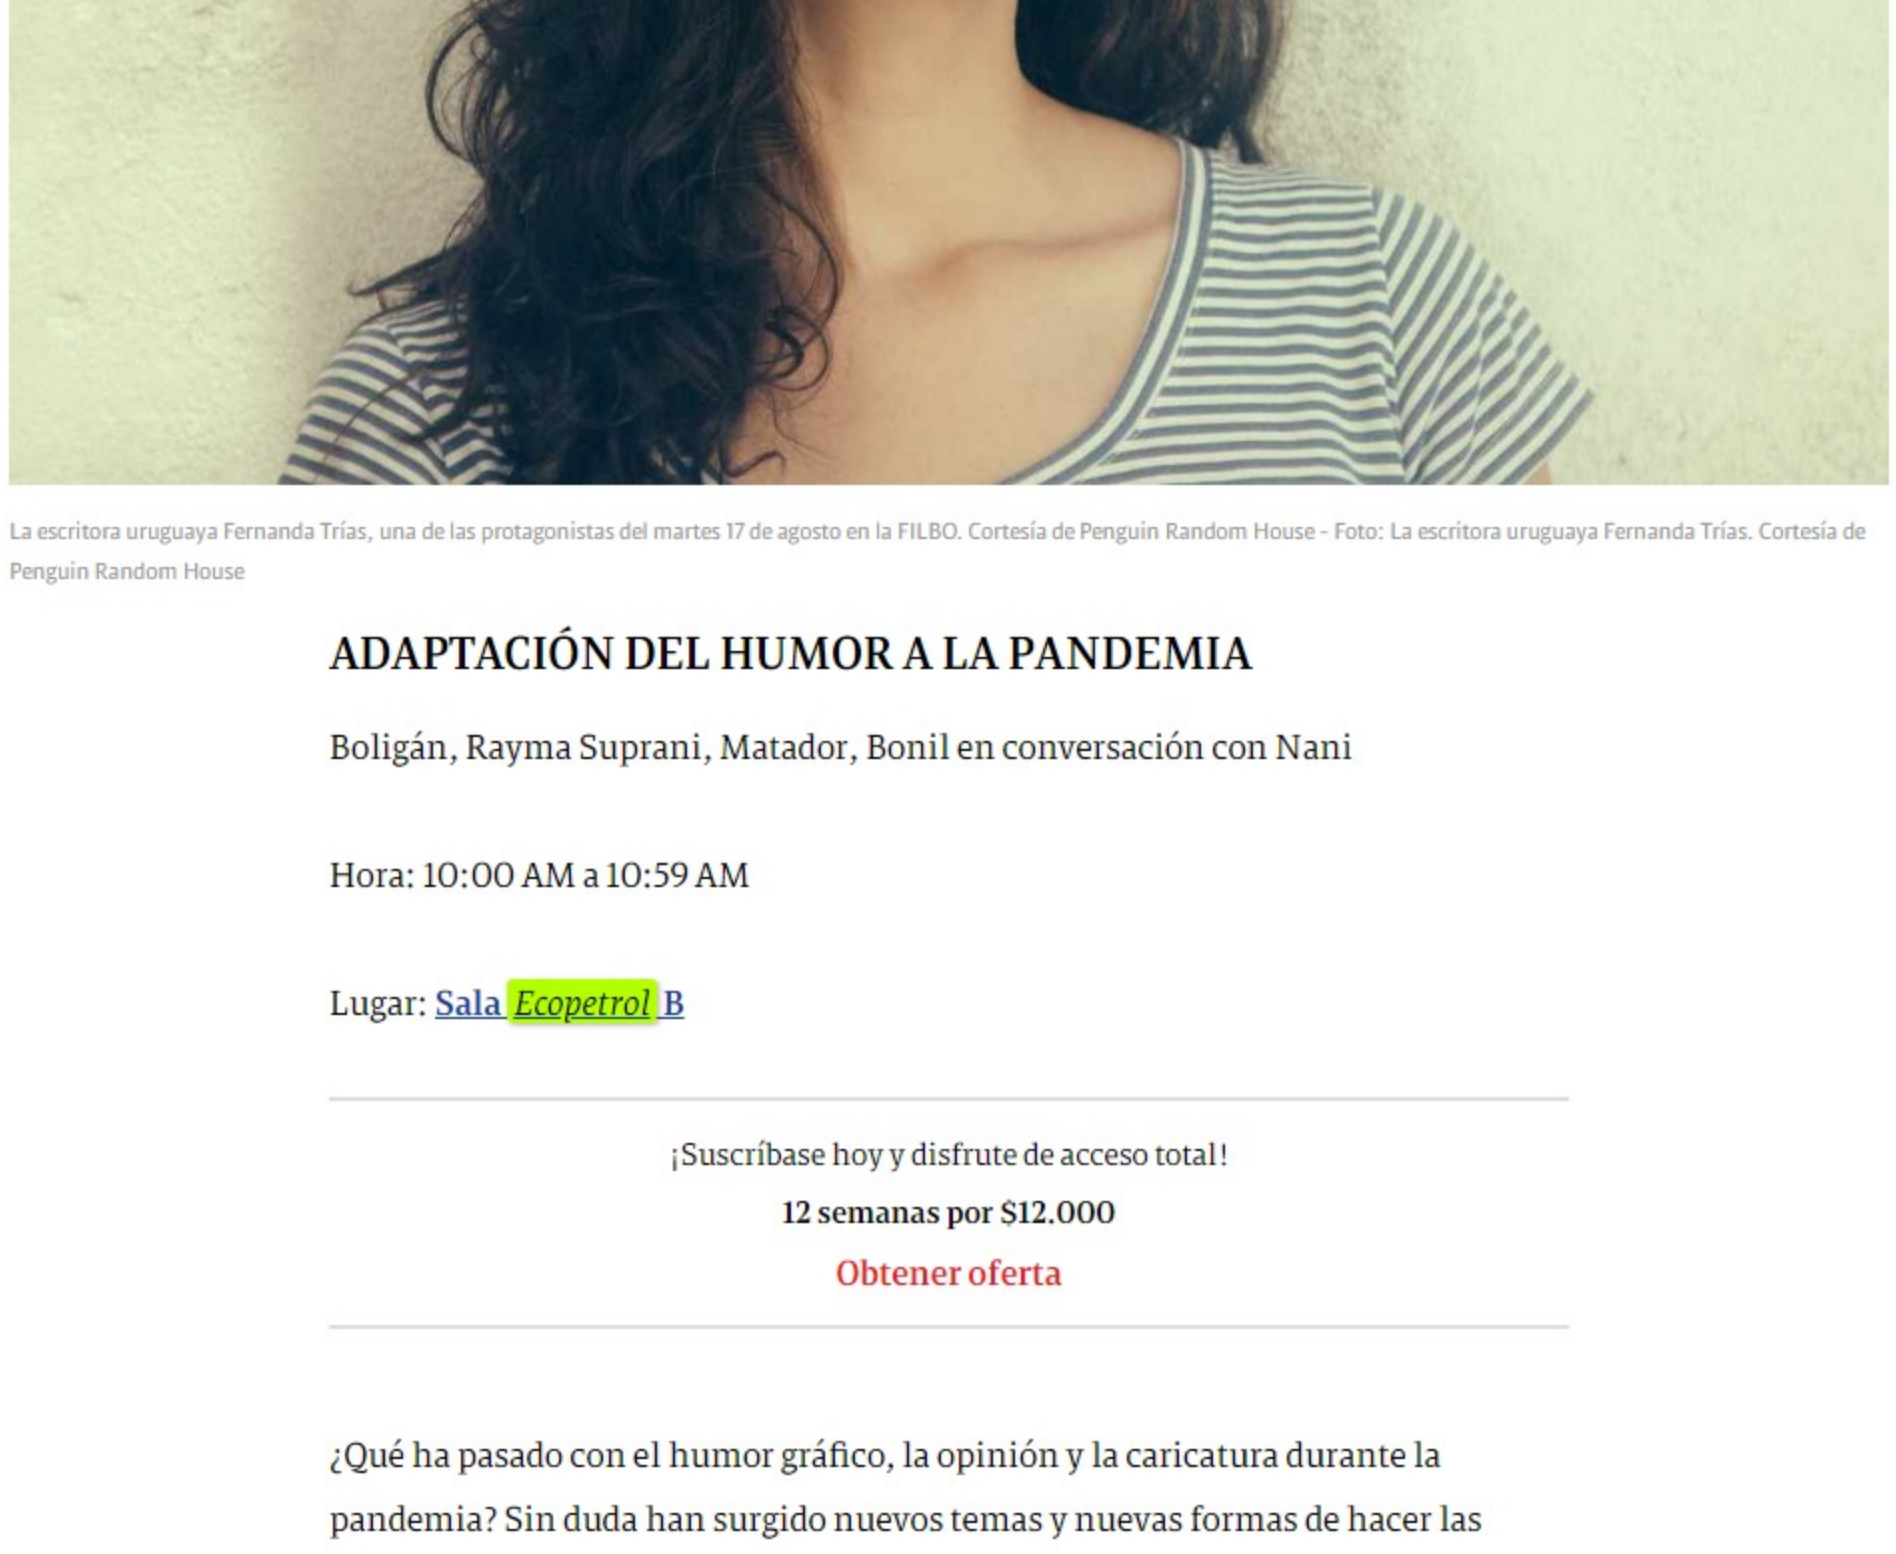 La escritora uruguaya Fernanda Trías, una de las protagonistas del martes 17 de agosto en la FILBO. Cortesía de Penguin Random House - Foto: La escritora uruguaya Fernanda Trías. Cortesía de
Penguin Random House
ADAPTACIÓN DEL HUMOR A LA PANDEMIA
Boligán, Rayma Suprani, Matador, Bonil en conversación con Nani
Hora: 10:00 AM a 10:59 AM
Lugar: Sala Ecopetrol B
¡Suscríbase hoy y disfrute de acceso total!
12 semanas por $12.000
Obtener oferta
¿Qué ha pasado con el humor gráfico, la opinión y la caricatura durante la
pandemia? Sin duda han surgido nuevos temas y nuevas formas de hacer las